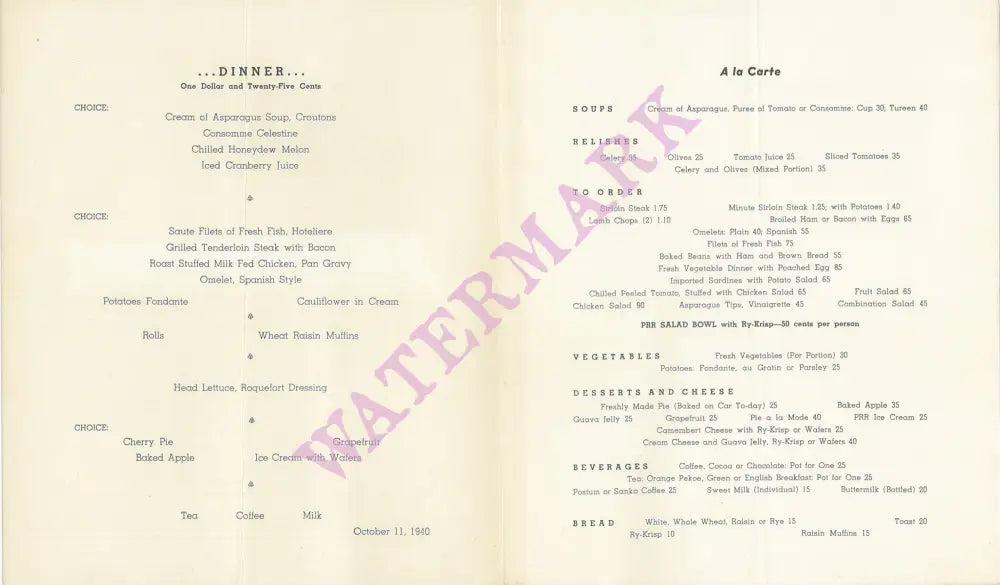 ...DINNER...
One Dollar and Twenty-Five Cents
CHOICE:
Cream of Asparagus Soup, Croutons
Consomme Celestine
Chilled Honeydew Melon
Iced Cranberry Juice
CHOICE:
Saute Filets of Fresh Fish, Hoteliere
Grilled Tenderloin Steak with Bacon
Roast Stuffed Milk Fed Chicken, Pan Gravy
Omelet, Spanish Style
Potatoes Fondante Cauliflower in Cream
Rolls Wheat Raisin Muffins
Head Lettuce, Roquefort Dressing
CHOICE:
Cherry Pie Grapefruit
Baked Apple Ice Cream with Wafers
Tea Coffee Milk
October 11, 1940
A la Carte
SOUPS Cream of Asparagus, Puree of Tomato or Consomme: Cup 30; Tureen 40
RELISHES
Celery 35 Olives 25 Tomato Juice 25 Sliced Tomatoes 35
Celery and Olives (Mixed Portion) 35
TO ORDER
Sirloin Steak 1.75 Minute Sirloin Steak 1.25; with Potatoes 1.40
Lamb Chops (2) 1.10 Broiled Ham or Bacon with Eggs 65
Omelets: Plain 40; Spanish 55
Filets of Fresh Fish 75
Baked Beans with Ham and Brown Bread 55
Fresh Vegetable Dinner with Poached Egg 85
Imported Sardines with Potato Salad 65
Chilled Peeled Tomato, Stuffed with Chicken Salad 65 Fruit Salad 65
Chicken Salad 90 Asparagus Tips, Vinaigrette 45 Combination Salad 45
PRR SALAD BOWL with Ry-Krisp—50 cents per person
VEGETABLES Fresh Vegetables (Per Portion) 30
Potatoes: Fondante, au Gratin or Parsley 25
DESSERTS AND CHEESE
Freshly Made Pie (Baked on Car To-day) 25 Baked Apple 35
Guava Jelly 25 Grapefruit 25 Pie a la Mode 40 PRR Ice Cream 25
Camembert Cheese with Ry-Krisp or Wafers 25
Cream Cheese and Guava Jelly, Ry-Krisp or Wafers 40
BEVERAGES Coffee, Cocoa or Chocolate: Pot for One 25
Tea: Orange Pekoe, Green or English Breakfast: Pot for One 25
Postum or Sanka Coffee 25 Sweet Milk (Individual) 15 Buttermilk (Bottled) 20
BREAD White, Whole Wheat, Raisin or Rye 15 Toast 20
Ry-Krisp 10 Raisin Muffins 15
WATERMARK